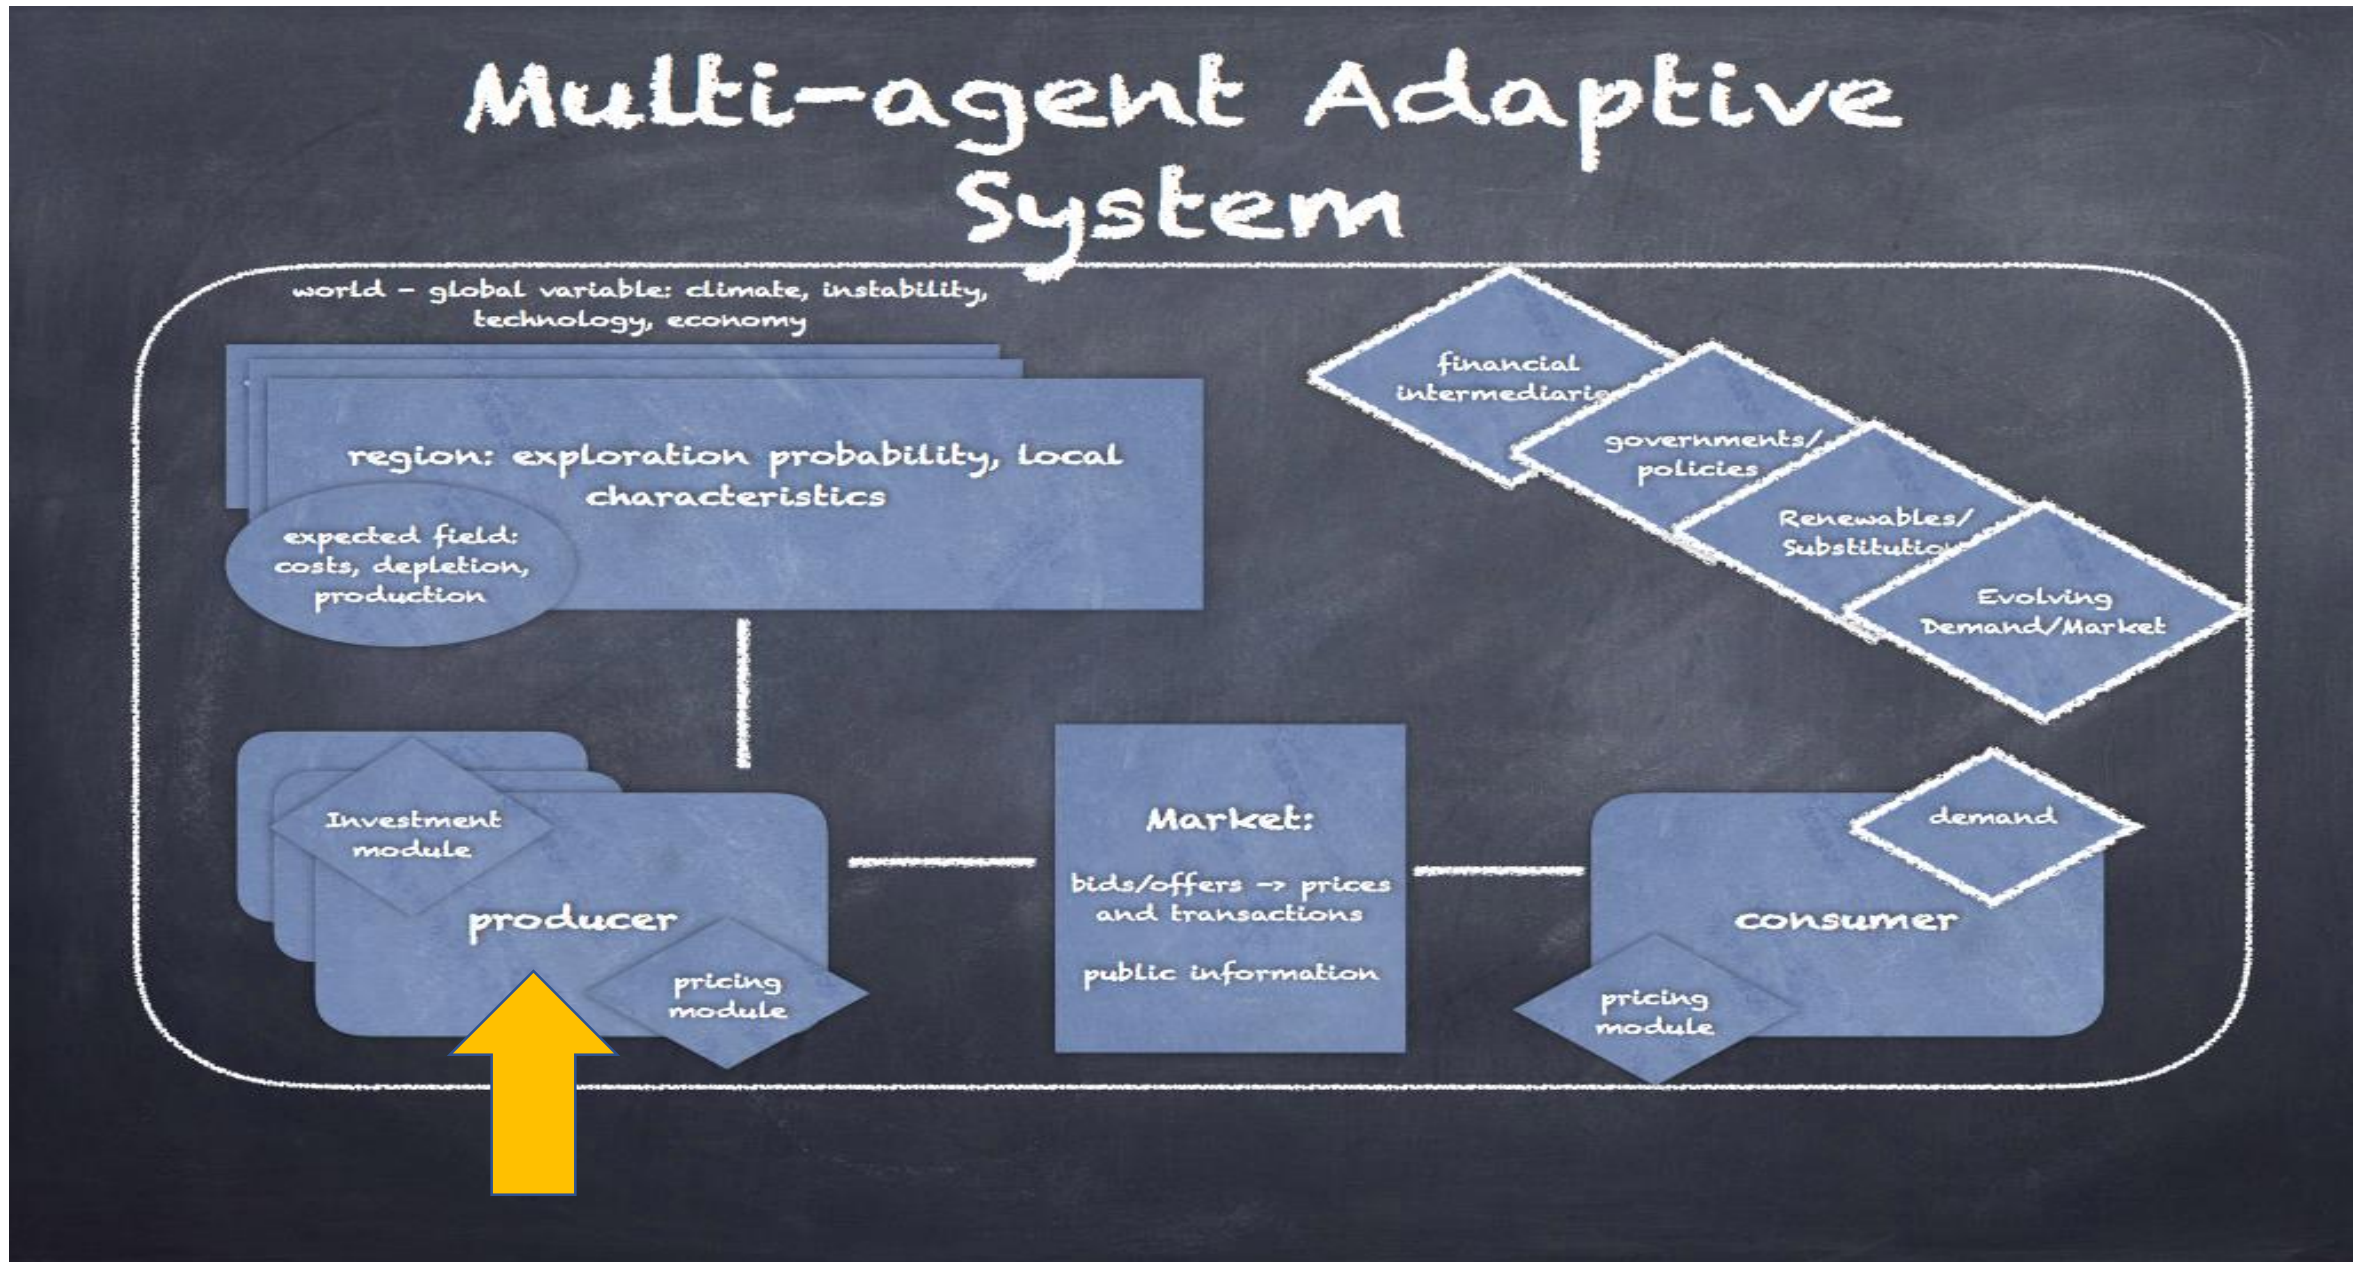 Multi-agent Adaptive
System
world - global variable: climate, instability,
technology, economy
region: exploration probability, local
characteristics
expected field:
costs, depletion,
production
financial
governments/
policies
Renewables/
Evolving
Demand/Market
Investment
module
producer
pricing
module
Market:
bids/offers -> prices
and transactions
public information
demand
consumer
pricing
module